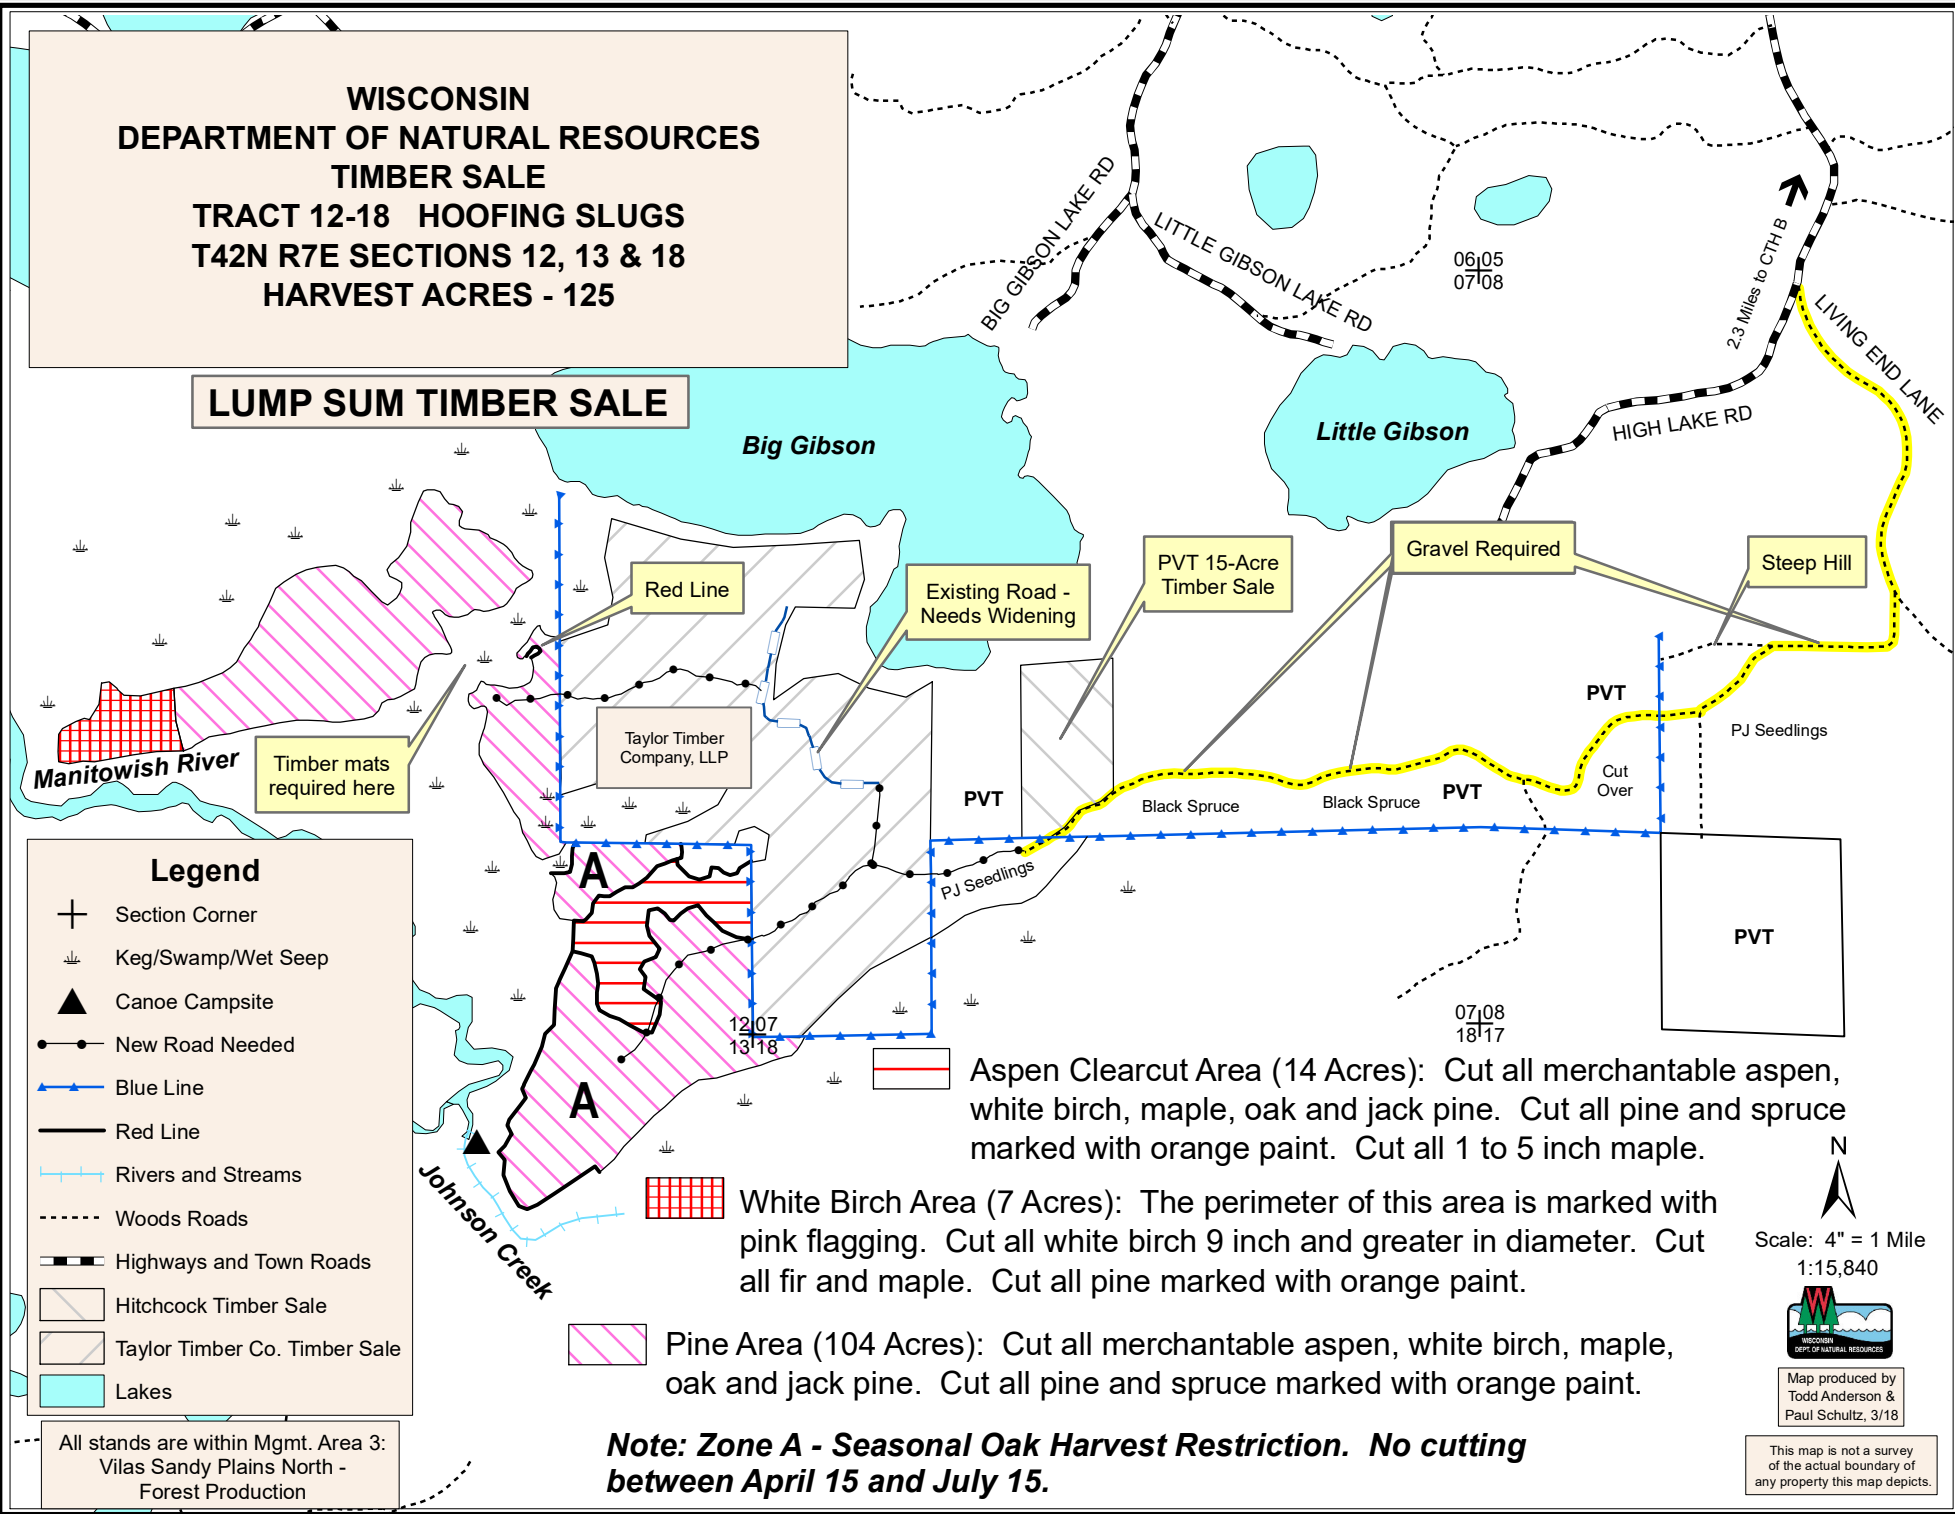 WISCONSIN
DEPARTMENT OF NATURAL RESOURCES
TIMBER SALE
TRACT 12-18 HOOFING SLUGS
T42N R7E SECTIONS 12, 13 & 18
HARVEST ACRES - 125
LUMP SUM TIMBER SALE
BIG GIBSON LAKE RD
LITTLE GIBSON LAKE RD
06 05
07 08
2.3 Miles to CTH B
LIVING END LANE
HIGH LAKE RD
Big Gibson
Little Gibson
Gravel Required
Steep Hill
PVT 15-Acre
Timber Sale
Red Line
Existing Road -
Needs Widening
Taylor Timber
Company, LLP
Timber mats
required here
Manitowish River
PVT
PJ Seedlings
Cut
Over
PVT
PVT
Black Spruce
Black Spruce
PJ Seedlings
PVT
A
A
12 07
13 18
07 08
18 17
Johnson Creek
Legend
Section Corner
Keg/Swamp/Wet Seep
Canoe Campsite
New Road Needed
Blue Line
Red Line
Rivers and Streams
Woods Roads
Highways and Town Roads
Hitchcock Timber Sale
Taylor Timber Co. Timber Sale
Lakes
All stands are within Mgmt. Area 3:
Vilas Sandy Plains North -
Forest Production
Aspen Clearcut Area (14 Acres): Cut all merchantable aspen,
white birch, maple, oak and jack pine. Cut all pine and spruce
marked with orange paint. Cut all 1 to 5 inch maple.
White Birch Area (7 Acres): The perimeter of this area is marked with
pink flagging. Cut all white birch 9 inch and greater in diameter. Cut
all fir and maple. Cut all pine marked with orange paint.
Pine Area (104 Acres): Cut all merchantable aspen, white birch, maple,
oak and jack pine. Cut all pine and spruce marked with orange paint.
Note: Zone A - Seasonal Oak Harvest Restriction. No cutting
between April 15 and July 15.
N
Scale: 4" = 1 Mile
1:15,840
WISCONSIN
DEPT. OF NATURAL RESOURCES
Map produced by
Todd Anderson &
Paul Schultz, 3/18
This map is not a survey
of the actual boundary of
any property this map depicts.